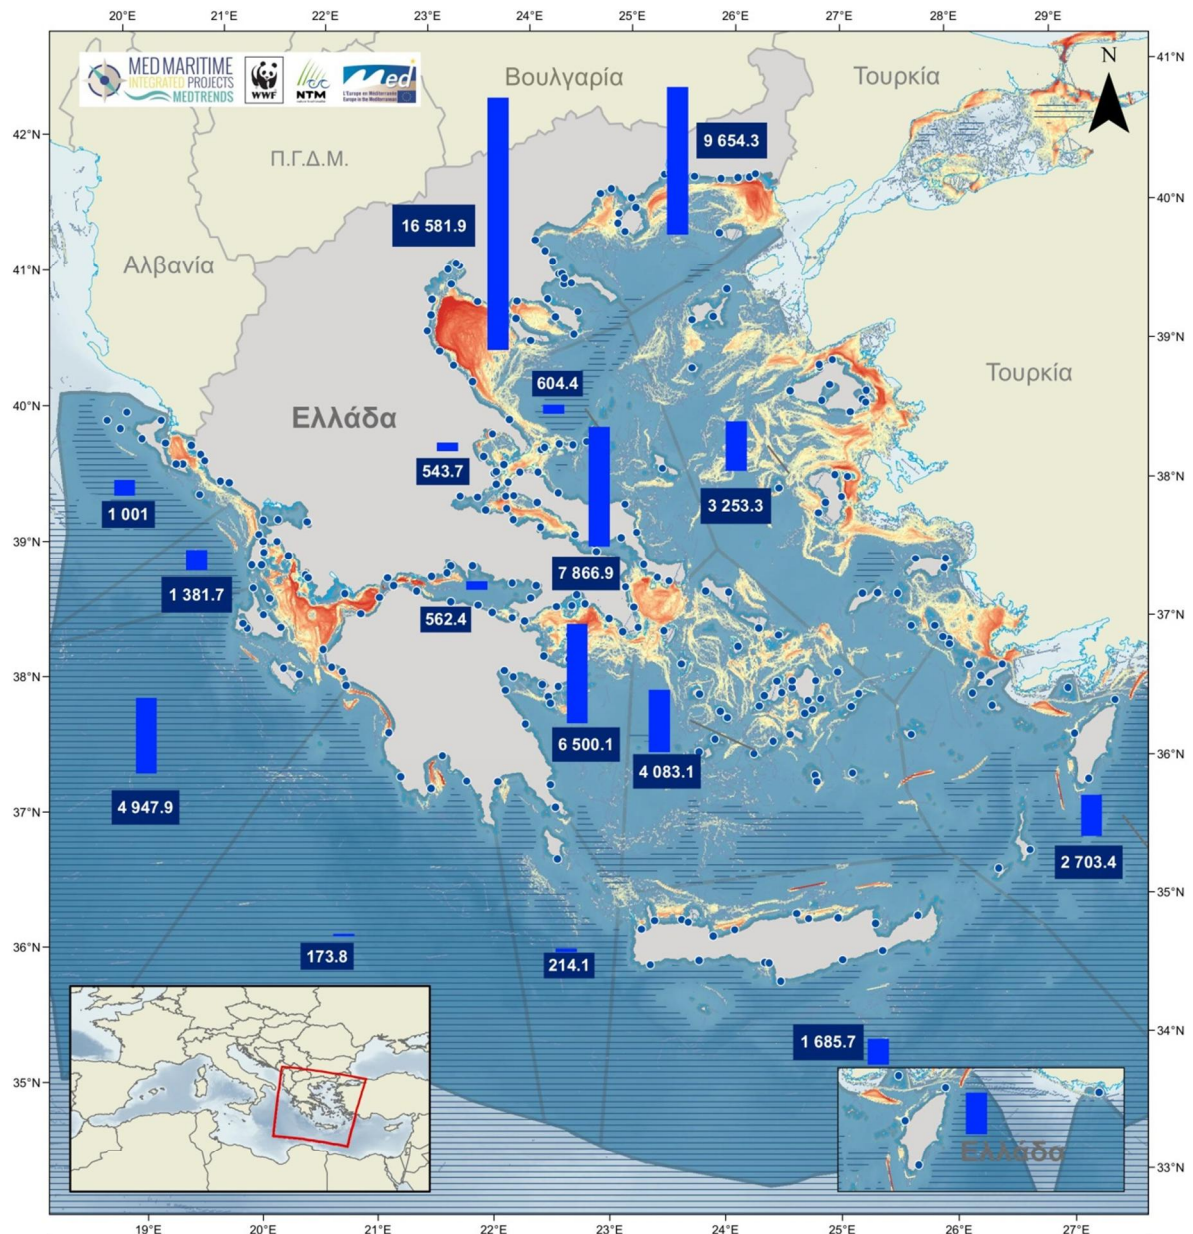 20°E 21°E 22°E 23°E 24°E 25°E 26°E 27°E 28°E 29°E
MED MARITIME
INTEGRATED PROJECTS
MEDTRENDS
WWF
NTM
Med
L'Europe en Méditerranée
Europe in the Mediterranean
N
41°N
Βουλγαρία
Τουρκία
42°N
Π.Γ.Δ.Μ.
9 654.3
40°N
16 581.9
Αλβανία
41°N
39°N
Τουρκία
604.4
40°N
Ελλάδα
543.7
38°N
3 253.3
1 001
39°N
7 866.9
1 381.7
562.4
37°N
38°N
6 500.1
36°N
4 083.1
4 947.9
37°N
2 703.4
35°N
36°N
173.8
214.1
1 685.7
34°N
35°N
Ελλάδα
33°N
19°E 20°E 21°E 22°E 23°E 24°E 25°E 26°E 27°E